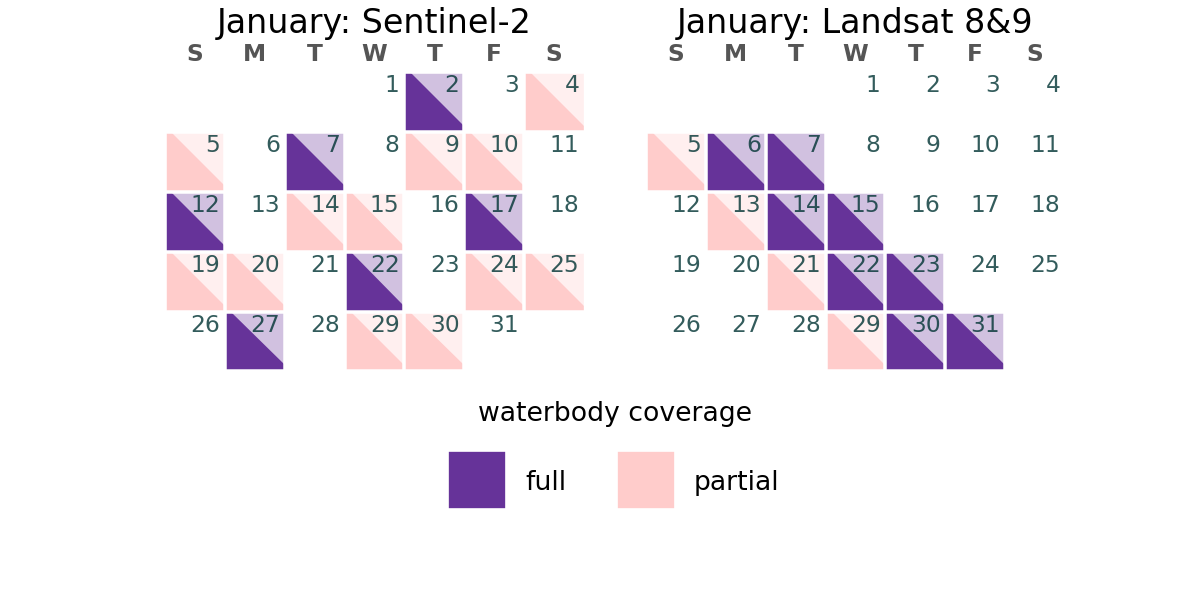 January: Sentinel-2
S M T W T F S
1 2 3 4
5 6 7 8 9 10 11
12 13 14 15 16 17 18
19 20 21 22 23 24 25
26 27 28 29 30 31
January: Landsat 8&9
S M T W T F S
1 2 3 4
5 6 7 8 9 10 11
12 13 14 15 16 17 18
19 20 21 22 23 24 25
26 27 28 29 30 31
waterbody coverage
full partial